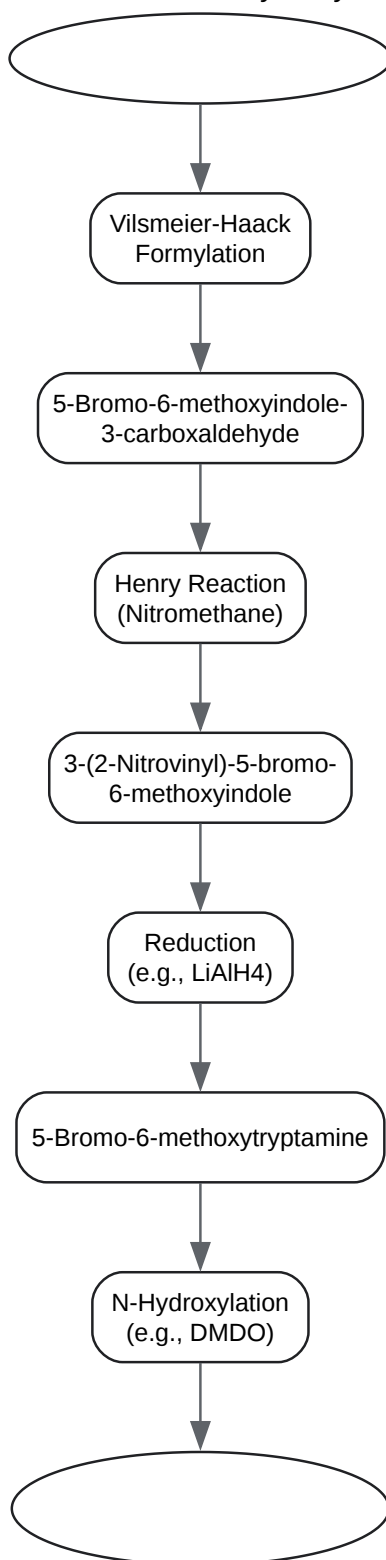 Vilsmeier-Haack
Formylation
5-Bromo-6-methoxyindole-
3-carboxaldehyde
Henry Reaction
(Nitromethane)
3-(2-Nitrovinyl)-5-bromo-
6-methoxyindole
Reduction
(e.g., LiAlH4)
5-Bromo-6-methoxytryptamine
N-Hydroxylation
(e.g., DMDO)